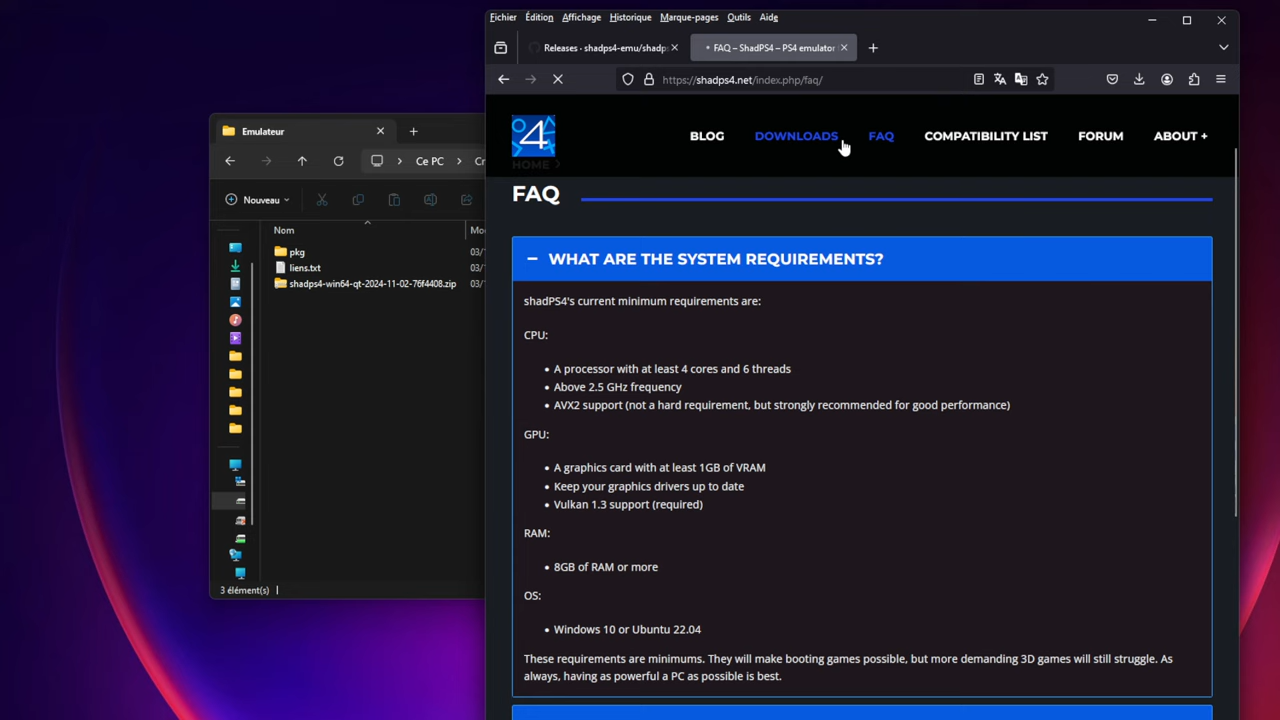 Fichier Édition Affichage Historique Marque-pages Outils Aide
Releases · shadps4-emu/shadp
FAQ – ShadPS4 – PS4 emulator
https://shadps4.net/index.php/faq/
4
BLOG DOWNLOADS FAQ COMPATIBILITY LIST FORUM ABOUT +
HOME >
FAQ
WHAT ARE THE SYSTEM REQUIREMENTS?
shadPS4's current minimum requirements are:
CPU:
• A processor with at least 4 cores and 6 threads
• Above 2.5 GHz frequency
• AVX2 support (not a hard requirement, but strongly recommended for good performance)
GPU:
• A graphics card with at least 1GB of VRAM
• Keep your graphics drivers up to date
• Vulkan 1.3 support (required)
RAM:
• 8GB of RAM or more
OS:
• Windows 10 or Ubuntu 22.04
These requirements are minimums. They will make booting games possible, but more demanding 3D games will still struggle. As
always, having as powerful a PC as possible is best.
Emulateur
Ce PC > Cr
Nouveau
Nom Mo
pkg 03/
liens.txt 03/
shadps4-win64-qt-2024-11-02-76f4408.zip 03/
3 élément(s)